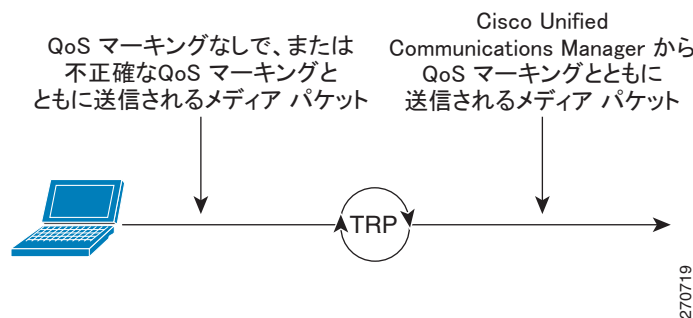 QoS マーキングなしで、または
不正確なQoS マーキングと
ともに送信されるメディア パケット
Cisco Unified
Communications Manager から
QoS マーキングとともに
送信されるメディア パケット
TRP
270719